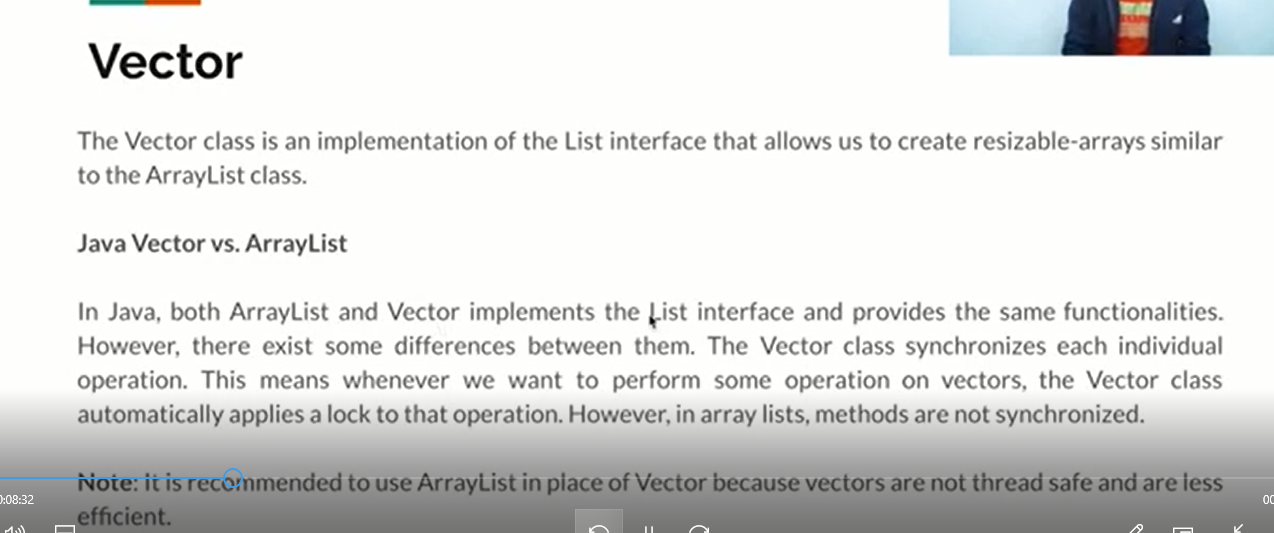 Vector
The Vector class is an implementation of the List interface that allows us to create resizable-arrays similar
to the ArrayList class.
Java Vector vs. ArrayList
In Java, both ArrayList and Vector implements the List interface and provides the same functionalities.
However, there exist some differences between them. The Vector class synchronizes each individual
operation. This means whenever we want to perform some operation on vectors, the Vector class
automatically applies a lock to that operation. However, in array lists, methods are not synchronized.
Note: It is recommended to use ArrayList in place of Vector because vectors are not thread safe and are less
0:08:32
00
efficient.